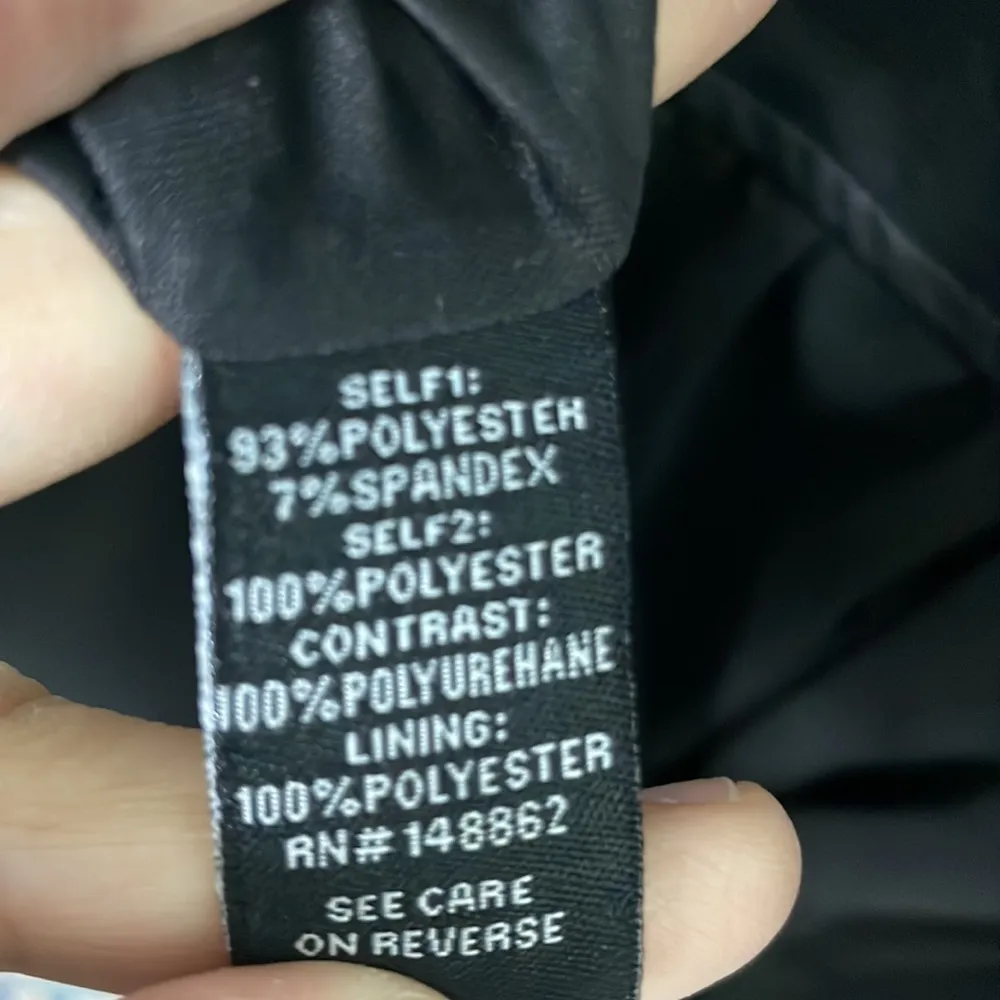 SELF1:
93%POLYESTER
7%SPANDEX
SELF2:
100%POLYESTER
CONTRAST:
100%POLYUREHANE
LINING:
100%POLYESTER
RN#148862
SEE CARE
ON REVERSE